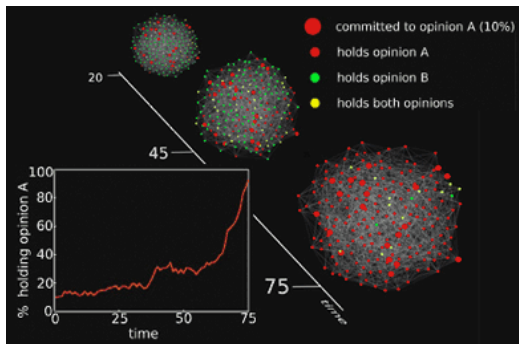 committed to opinion A (10%)
holds opinion A
holds opinion B
holds both opinions
20
45
75
time
% holding opinion A
100
80
60
40
20
0
0
25
50
75
time